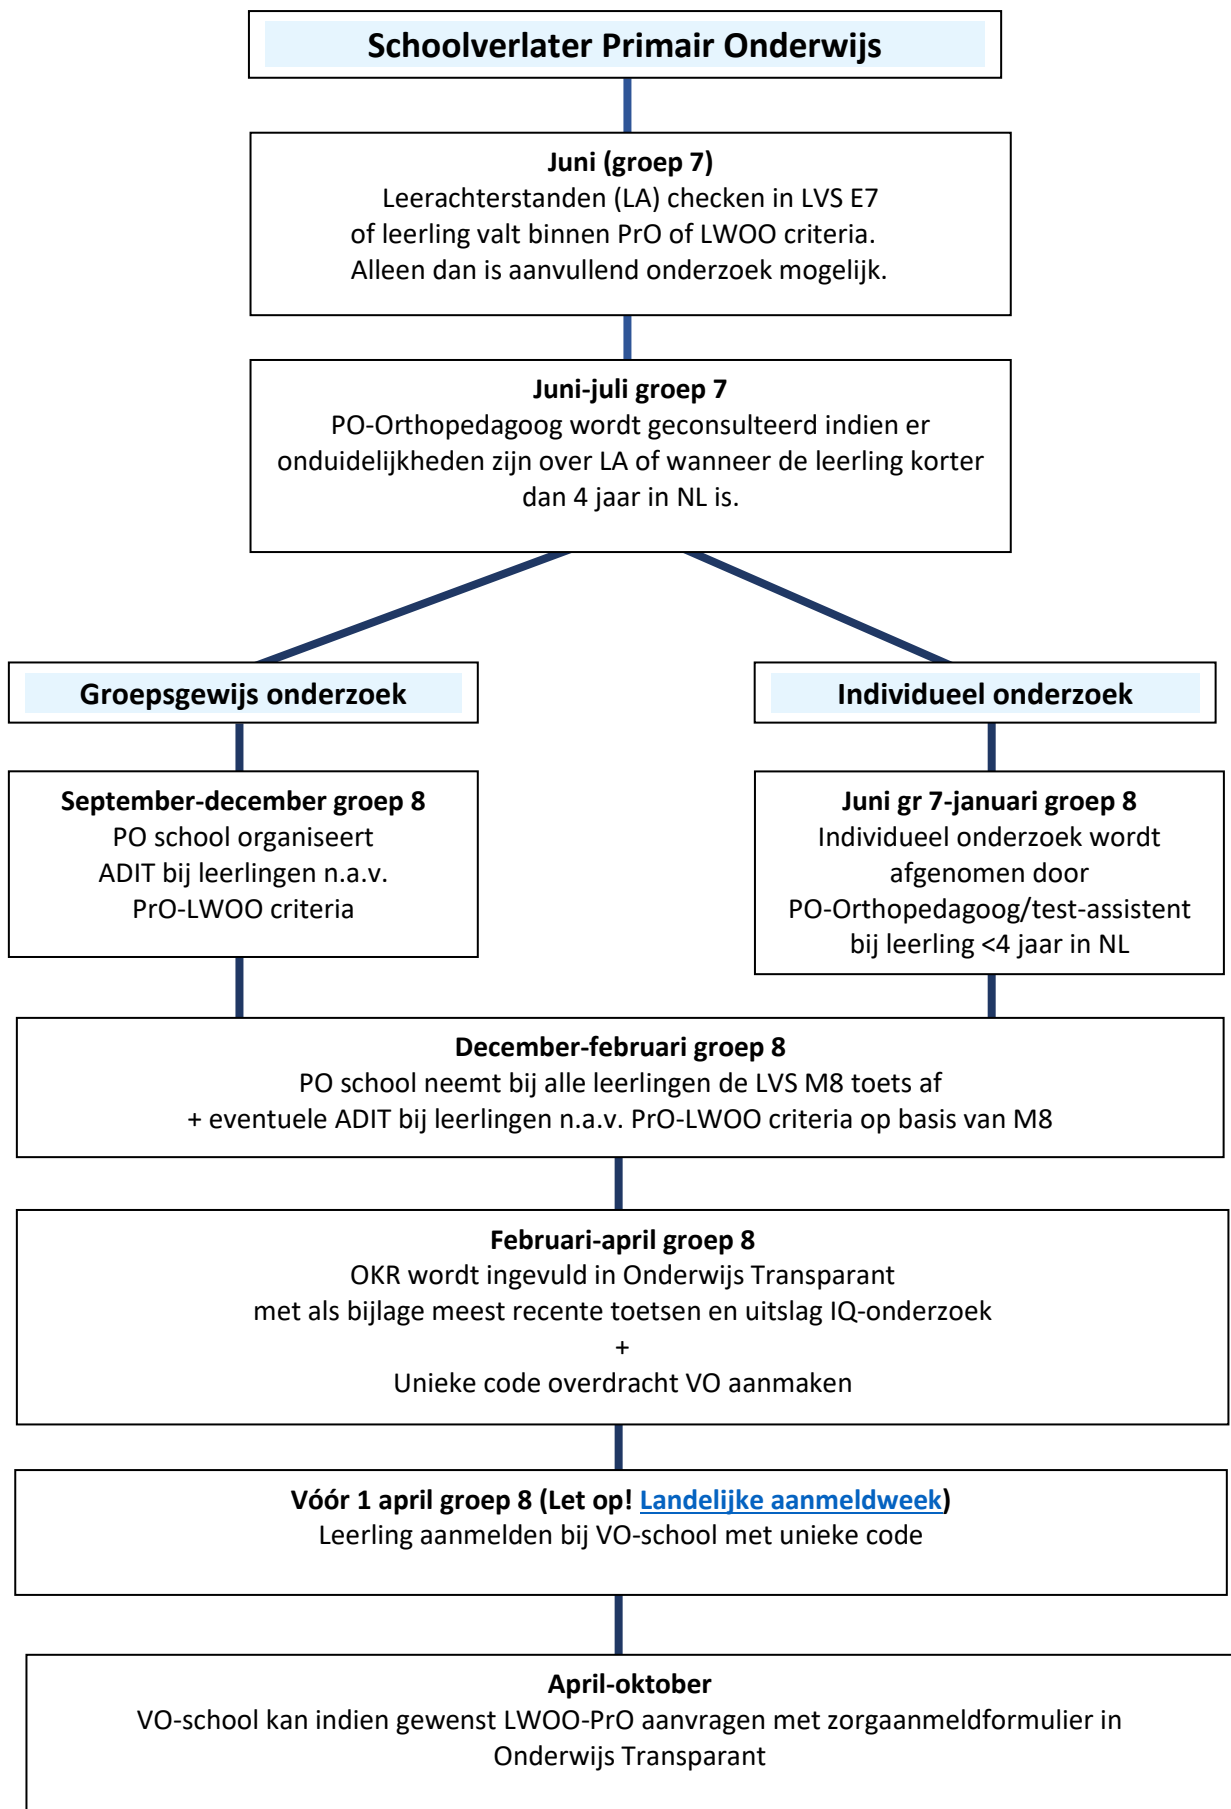 Schoolverlater Primair Onderwijs
Juni (groep 7)
Leerachterstanden (LA) checken in LVS E7
of leerling valt binnen PrO of LWOO criteria.
Alleen dan is aanvullend onderzoek mogelijk.
Juni-juli groep 7
PO-Orthopedagoog wordt geconsulteerd indien er
onduidelijkheden zijn over LA of wanneer de leerling korter
dan 4 jaar in NL is.
Groepsgewijs onderzoek
September-december groep 8
PO school organiseert
ADIT bij leerlingen n.a.v.
PrO-LWOO criteria
Individueel onderzoek
Juni gr 7-januari groep 8
Individueel onderzoek wordt
afgenomen door
PO-Orthopedagoog/test-assistent
bij leerling <4 jaar in NL
December-februari groep 8
PO school neemt bij alle leerlingen de LVS M8 toets af
+ eventuele ADIT bij leerlingen n.a.v. PrO-LWOO criteria op basis van M8
Februari-april groep 8
OKR wordt ingevuld in Onderwijs Transparant
met als bijlage meest recente toetsen en uitslag IQ-onderzoek
+
Unieke code overdracht VO aanmaken
Vóór 1 april groep 8 (Let op! Landelijke aanmeldweek)
Leerling aanmelden bij VO-school met unieke code
April-oktober
VO-school kan indien gewenst LWOO-PrO aanvragen met zorgaanmeldformulier in
Onderwijs Transparant